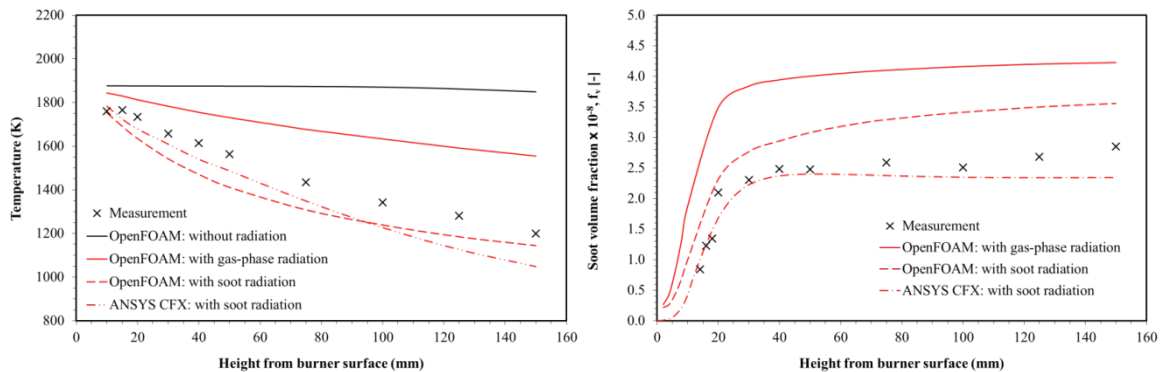 2200
2000
1800
1600
1400
1200
1000
800
Temperature (K)
Measurement
OpenFOAM: without radiation
OpenFOAM: with gas-phase radiation
OpenFOAM: with soot radiation
ANSYS CFX: with soot radiation
0 20 40 60 80 100 120 140 160
Height from burner surface (mm)
5.0
4.5
4.0
3.5
3.0
2.5
2.0
1.5
1.0
0.5
0.0
Soot volume fraction x 10⁻⁸, fᵥ [-]
Measurement
OpenFOAM: with gas-phase radiation
OpenFOAM: with soot radiation
ANSYS CFX: with soot radiation
0 20 40 60 80 100 120 140 160
Height from burner surface (mm)